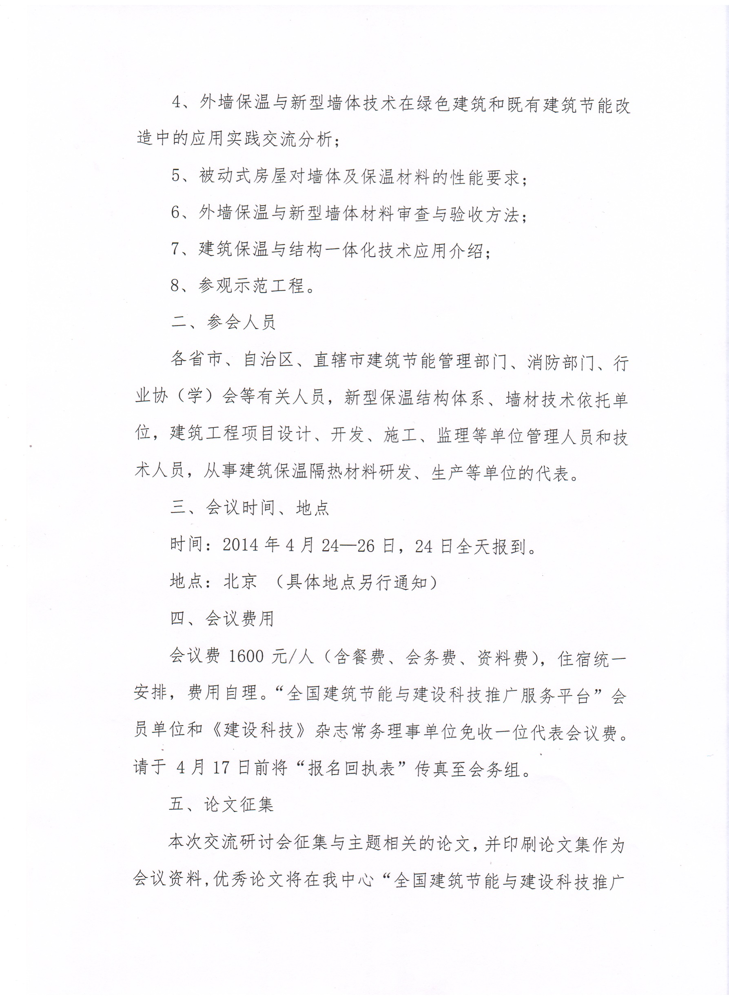 4、外墙保温与新型墙体技术在绿色建筑和既有建筑节能改
造中的应用实践交流分析；
5、被动式房屋对墙体及保温材料的性能要求；
6、外墙保温与新型墙体材料审查与验收方法；
7、建筑保温与结构一体化技术应用介绍；
8、参观示范工程。
二、参会人员
各省市、自治区、直辖市建筑节能管理部门、消防部门、行
业协（学）会等有关人员，新型保温结构体系、墙材技术依托单
位，建筑工程项目设计、开发、施工、监理等单位管理人员和技
术人员，从事建筑保温隔热材料研发、生产等单位的代表。
三、会议时间、地点
时间：2014 年 4 月 24—26 日，24 日全天报到。
地点：北京 （具体地点另行通知）
四、会议费用
会议费 1600 元/人（含餐费、会务费、资料费），住宿统一
安排，费用自理。“全国建筑节能与建设科技推广服务平台”会
员单位和《建设科技》杂志常务理事单位免收一位代表会议费。
请于 4 月 17 日前将“报名回执表”传真至会务组。
五、论文征集
本次交流研讨会征集与主题相关的论文,并印刷论文集作为
会议资料,优秀论文将在我中心“全国建筑节能与建设科技推广